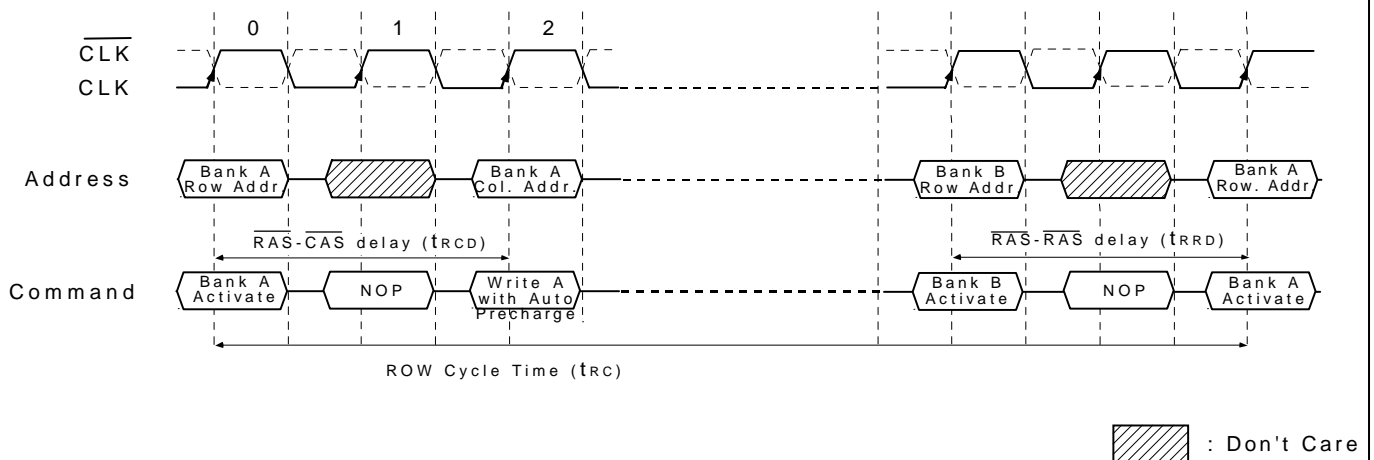 0 1 2
CLK
CLK
Address
Bank A
Row Addr.
Bank A
Col. Addr.
Bank B
Row Addr.
Bank A
Row. Addr.
RAS-CAS delay (tRCD)
RAS-RAS delay (tRRD)
Command
Bank A
Activate
NOP
Write A
with Auto
Precharge
Bank B
Activate
NOP
Bank A
Activate
ROW Cycle Time (tRC)
: Don't Care